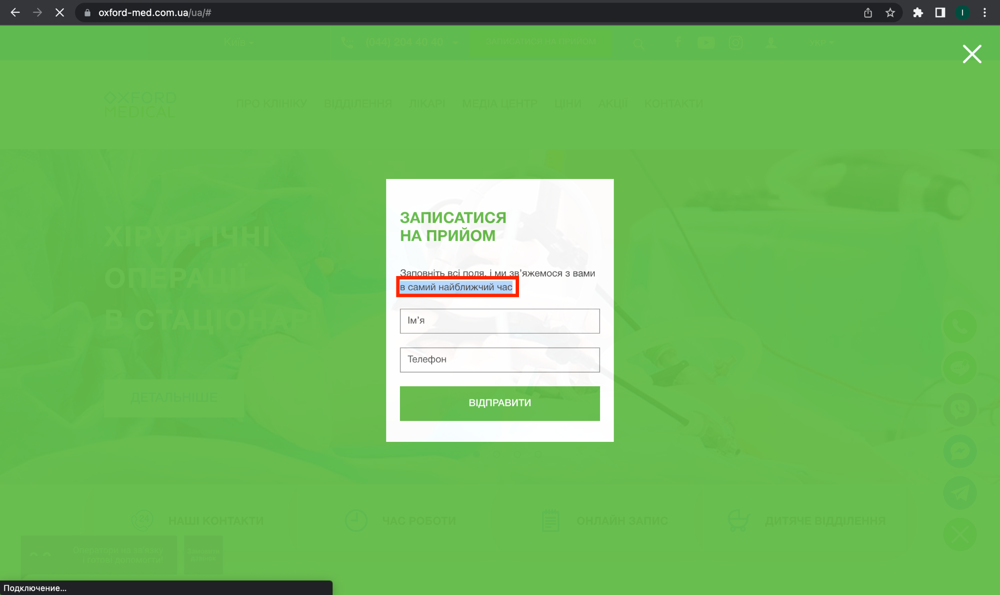 oxford-med.com.ua/ua/#
I
Київ
(044) 204 40 40
ЗАПИСАТИСЯ НА ПРИЙОМ
УКР
OXFORD
MEDICAL
ПРО КЛІНІКУ ВІДДІЛЕННЯ ЛІКАРІ МЕДІА ЦЕНТР ЦІНИ АКЦІЇ КОНТАКТИ
ХІРУРГІЧНІ
ОПЕРАЦІЇ
В СТАЦІОНАРІ
ДЕТАЛЬНІШЕ
ЗАПИСАТИСЯ
НА ПРИЙОМ
Заповніть всі поля, і ми зв’яжемося з вами
в самий найближчий час
Ім’я
Телефон
ВІДПРАВИТИ
24
НАШІ КОНТАКТИ ЧАС РОБОТИ ОНЛАЙН ЗАПИС ДИТЯЧЕ ВІДДІЛЕННЯ
Оператори на зв'язку
і готові допомогти!
Замовити
дзвінок
Подключение...